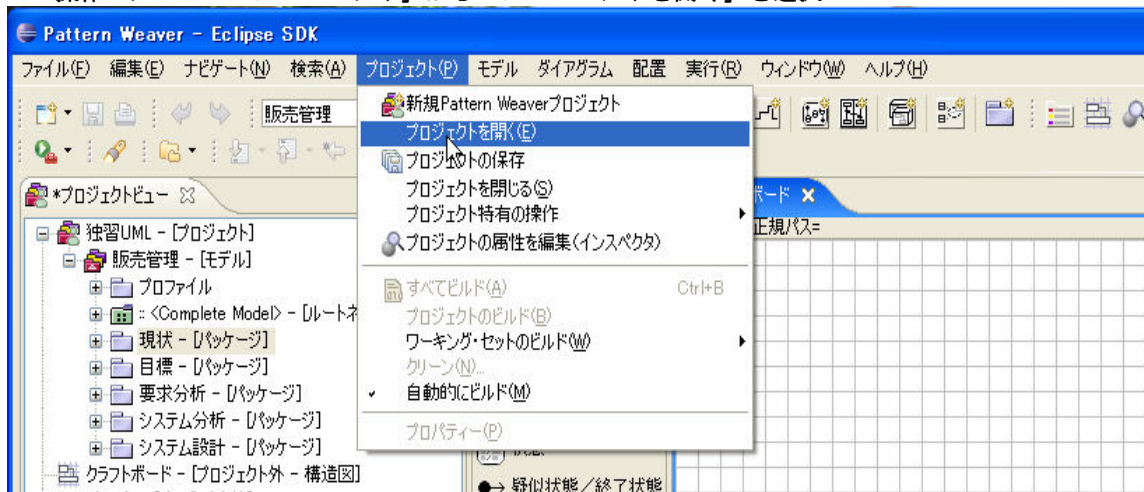 Pattern Weaver - Eclipse SDK
ファイル(F) 編集(E) ナビゲート(N) 検索(A) プロジェクト(P) モデル ダイアグラム 配置 実行(R) ウィンドウ(W) ヘルプ(H)
販売管理
新規Pattern Weaverプロジェクト
プロジェクトを開く(E)
プロジェクトの保存
プロジェクトを閉じる(S)
プロジェクト特有の操作
プロジェクトの属性を編集(インスペクタ)
すべてビルド(A) Ctrl+B
プロジェクトのビルド(B)
ワーキング・セットのビルド(W)
クリーン(N)...
自動的にビルド(M)
プロパティー(P)
*プロジェクトビュー
独習UML - [プロジェクト]
販売管理 - [モデル]
プロファイル
:: <Complete Model> - [ルートネ
現状 - [パッケージ]
目標 - [パッケージ]
要求分析 - [パッケージ]
システム分析 - [パッケージ]
システム設計 - [パッケージ]
クラフトボード - [プロジェクト外 - 構造図]
ボード
正規パス=
疑似状態/終了状態